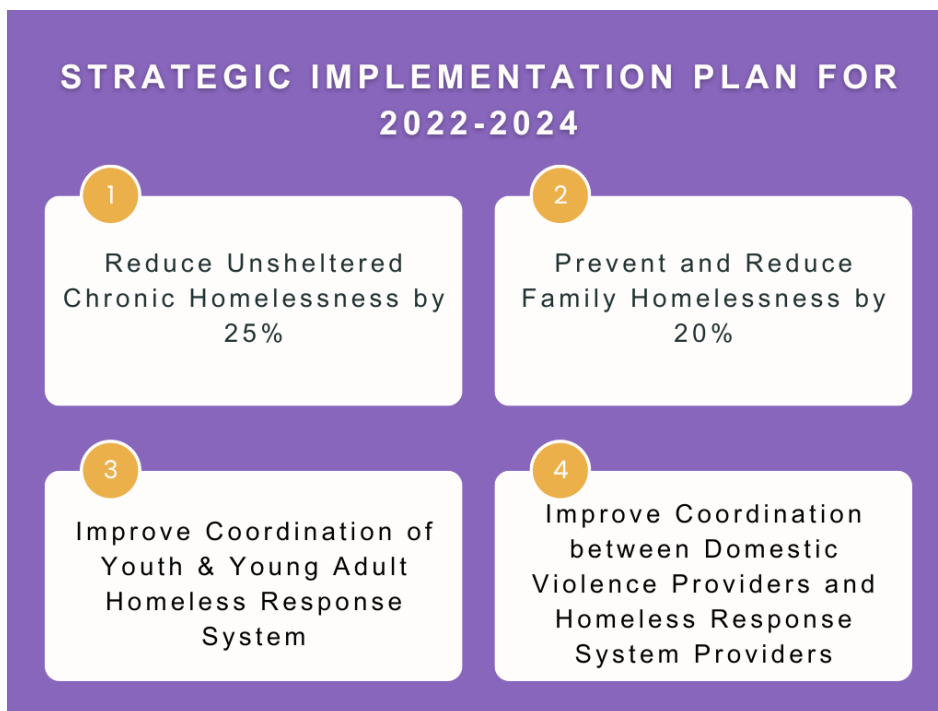 STRATEGIC IMPLEMENTATION PLAN FOR
2022-2024
1
Reduce Unsheltered
Chronic Homelessness by
25%
2
Prevent and Reduce
Family Homelessness by
20%
3
Improve Coordination of
Youth & Young Adult
Homeless Response
System
4
Improve Coordination
between Domestic
Violence Providers and
Homeless Response
System Providers